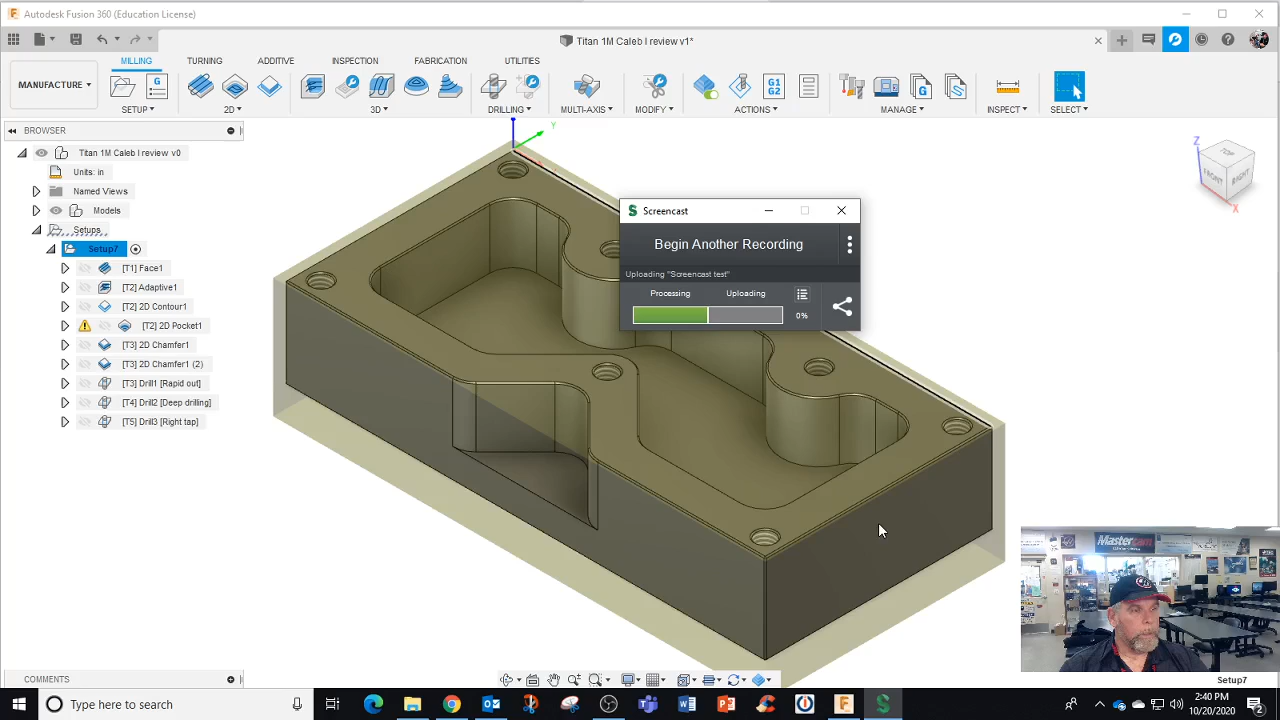 Autodesk Fusion 360 (Education License)
Titan 1M Caleb I review v1*
MILLING TURNING ADDITIVE INSPECTION FABRICATION UTILITIES
MANUFACTURE
G1
G2
SETUP 2D 3D DRILLING MULTI-AXIS MODIFY ACTIONS MANAGE INSPECT SELECT
BROWSER
Titan 1M Caleb I review v0
Units: in
Named Views
Models
Setups
Setup7
[T1] Face1
[T2] Adaptive1
[T2] 2D Contour1
[T2] 2D Pocket1
[T3] 2D Chamfer1
[T3] 2D Chamfer1 (2)
[T3] Drill1 [Rapid out]
[T4] Drill2 [Deep drilling]
[T5] Drill3 [Right tap]
Y
Z
FRONT
RIGHT
X
Screencast
Begin Another Recording
Uploading "Screencast test"
Processing Uploading
0%
Mastercam
COMMENTS
Setup7
Type here to search
2:40 PM
10/20/2020